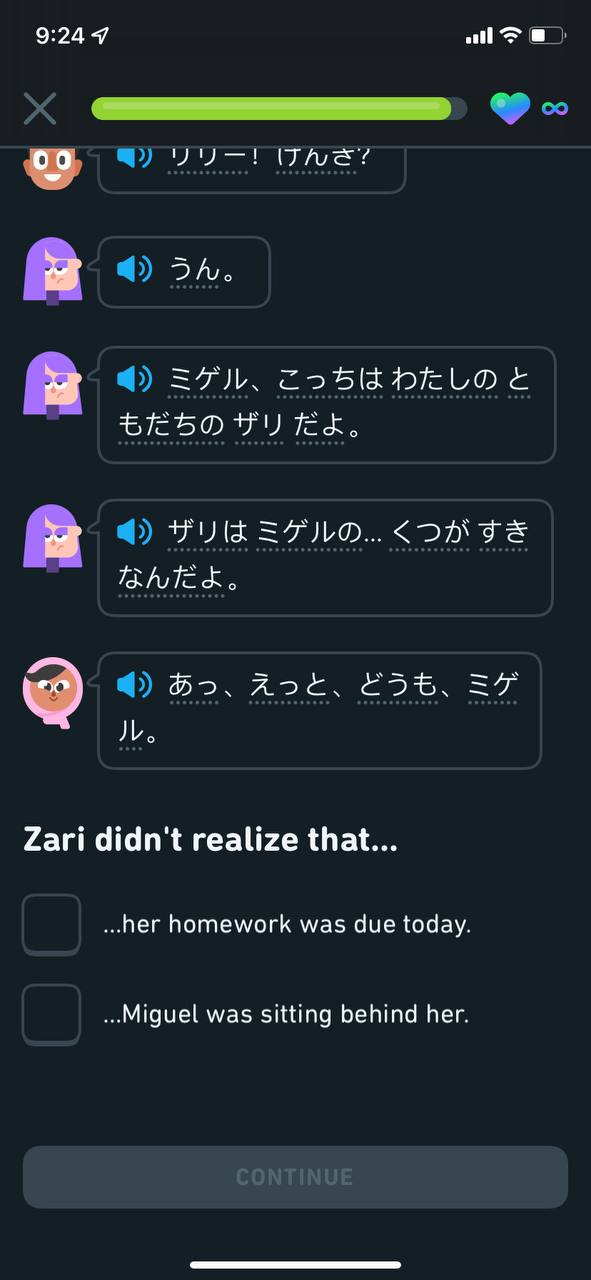 9:24
リリー！げんき？
うん。
ミゲル、こっちは わたしの と
もだちの ザリ だよ。
ザリは ミゲルの... くつが すき
なんだよ。
あっ、えっと、どうも、ミゲ
ル。
Zari didn't realize that...
...her homework was due today.
...Miguel was sitting behind her.
CONTINUE